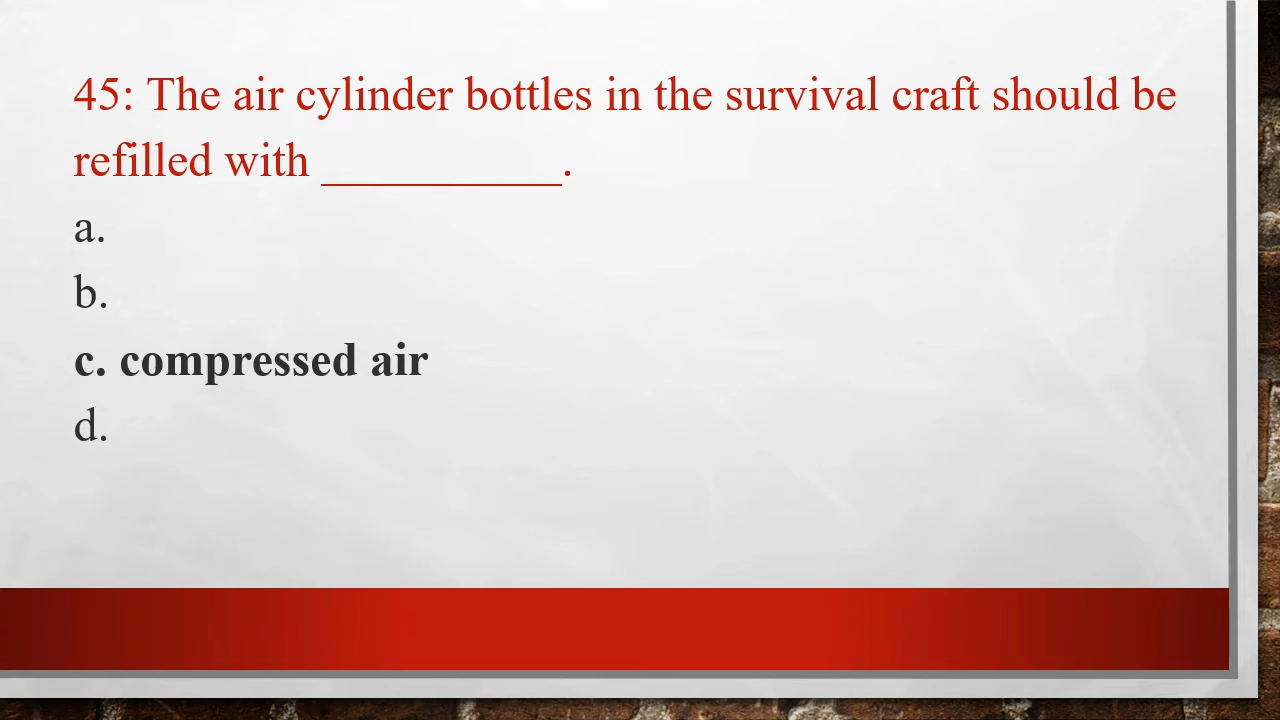 45: The air cylinder bottles in the survival craft should be
refilled with __________.
a.
b.
c. compressed air
d.